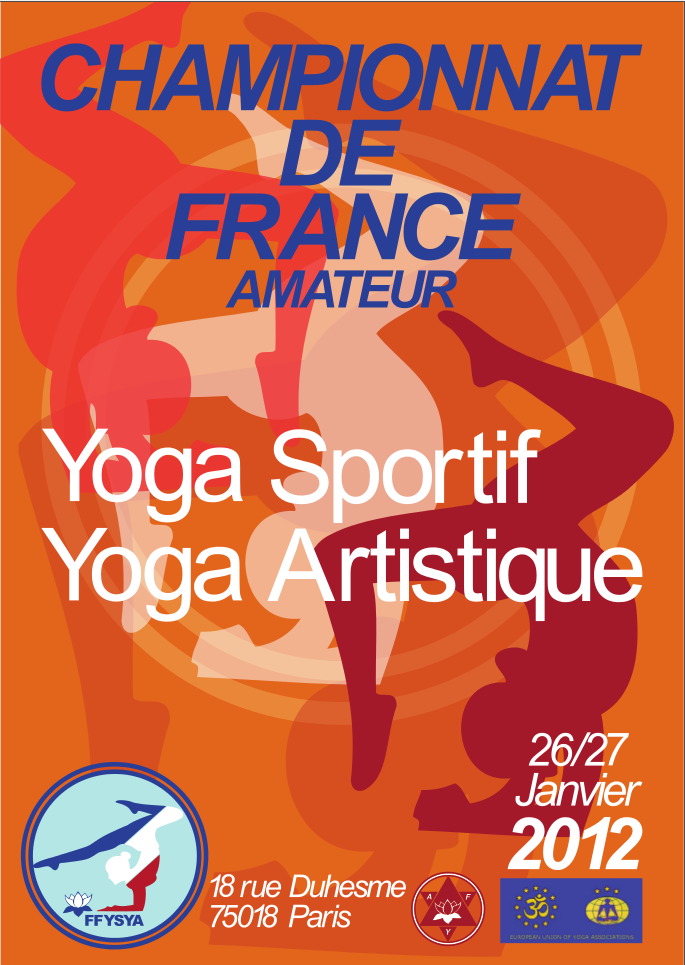 CHAMPIONNAT
DE
FRANCE
AMATEUR
Yoga Sportif
Yoga Artistique
26/27
Janvier
2012
18 rue Duhesme
75018 Paris
FFYSYA
A F
Y
ॐ
EUROPEAN UNION OF YOGA ASSOCIATIONS